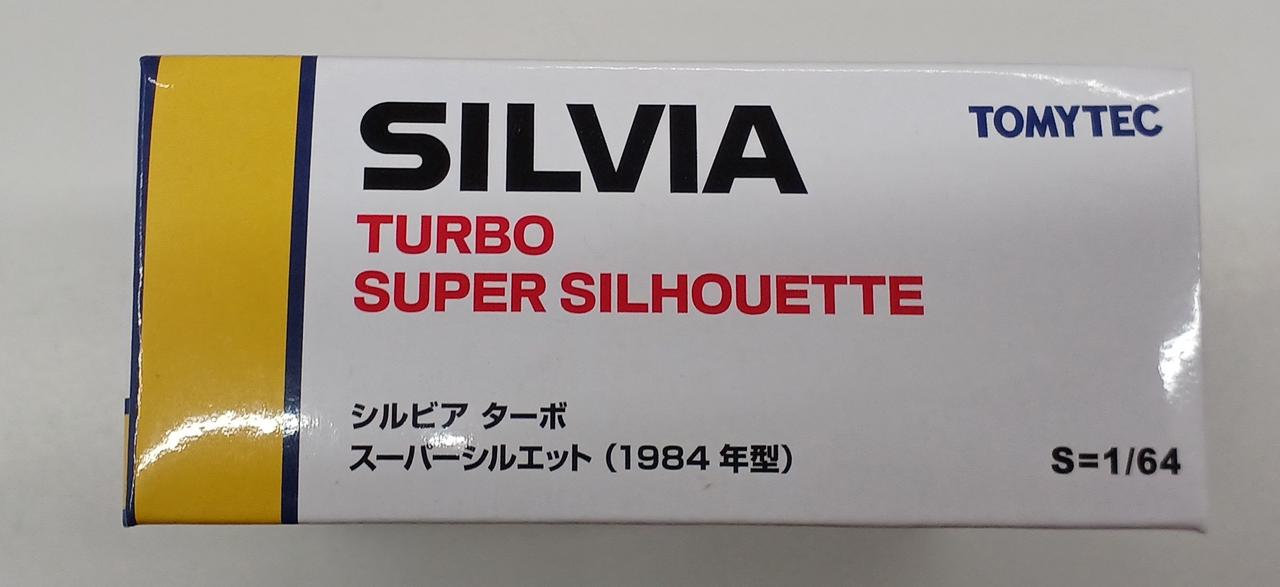 SILVIA
TOMYTEC
TURBO
SUPER SILHOUETTE
シルビア ターボ
スーパーシルエット（1984 年型）
S=1/64